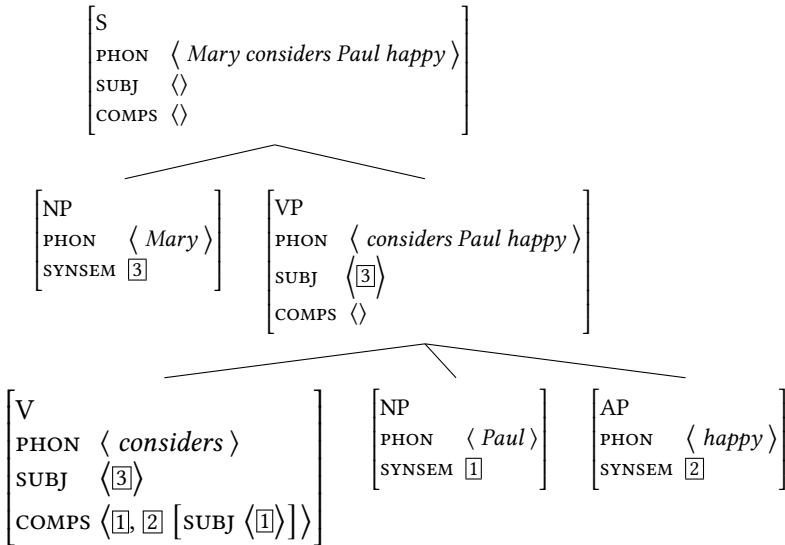 S
PHON ⟨ Mary considers Paul happy ⟩
SUBJ ⟨⟩
COMPS ⟨⟩
NP
PHON ⟨ Mary ⟩
SYNSEM 3
VP
PHON ⟨ considers Paul happy ⟩
SUBJ ⟨3⟩
COMPS ⟨⟩
V
PHON ⟨ considers ⟩
SUBJ ⟨3⟩
COMPS ⟨1, 2 [SUBJ ⟨1⟩]⟩
NP
PHON ⟨ Paul ⟩
SYNSEM 1
AP
PHON ⟨ happy ⟩
SYNSEM 2